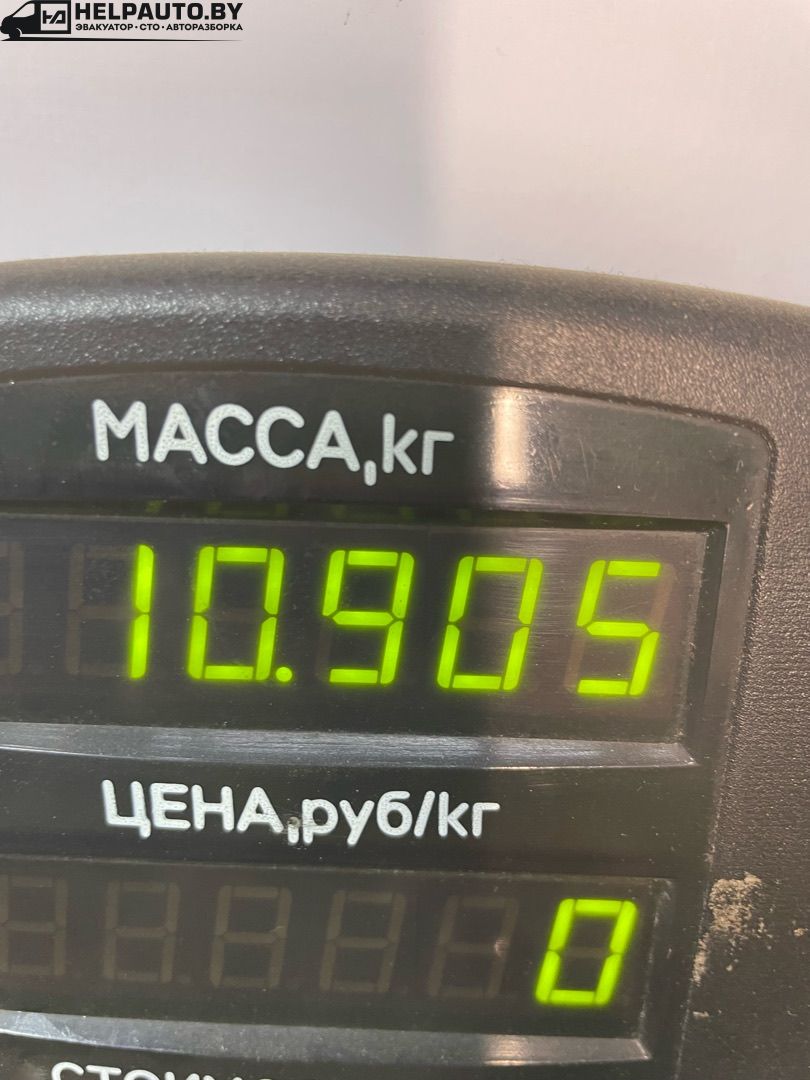 HELPAUTO.BY
ЭВАКУАТОР • СТО • АВТОРАЗБОРКА
МАССА,кг
10.905
ЦЕНА,руб/кг
0